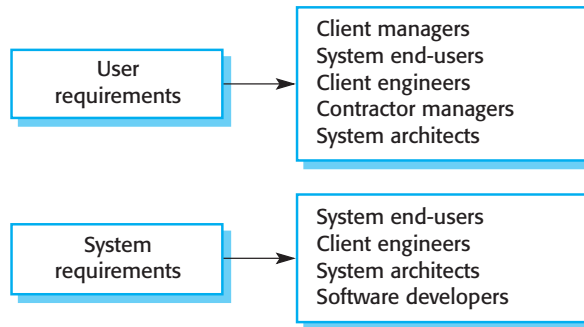 User
requirements
Client managers
System end-users
Client engineers
Contractor managers
System architects
System
requirements
System end-users
Client engineers
System architects
Software developers